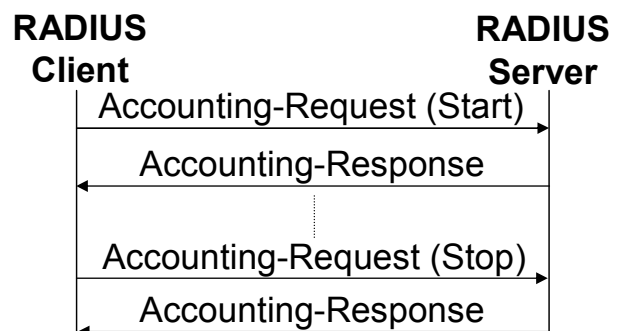 RADIUS
Client
RADIUS
Server
Accounting-Request (Start)
Accounting-Response
Accounting-Request (Stop)
Accounting-Response